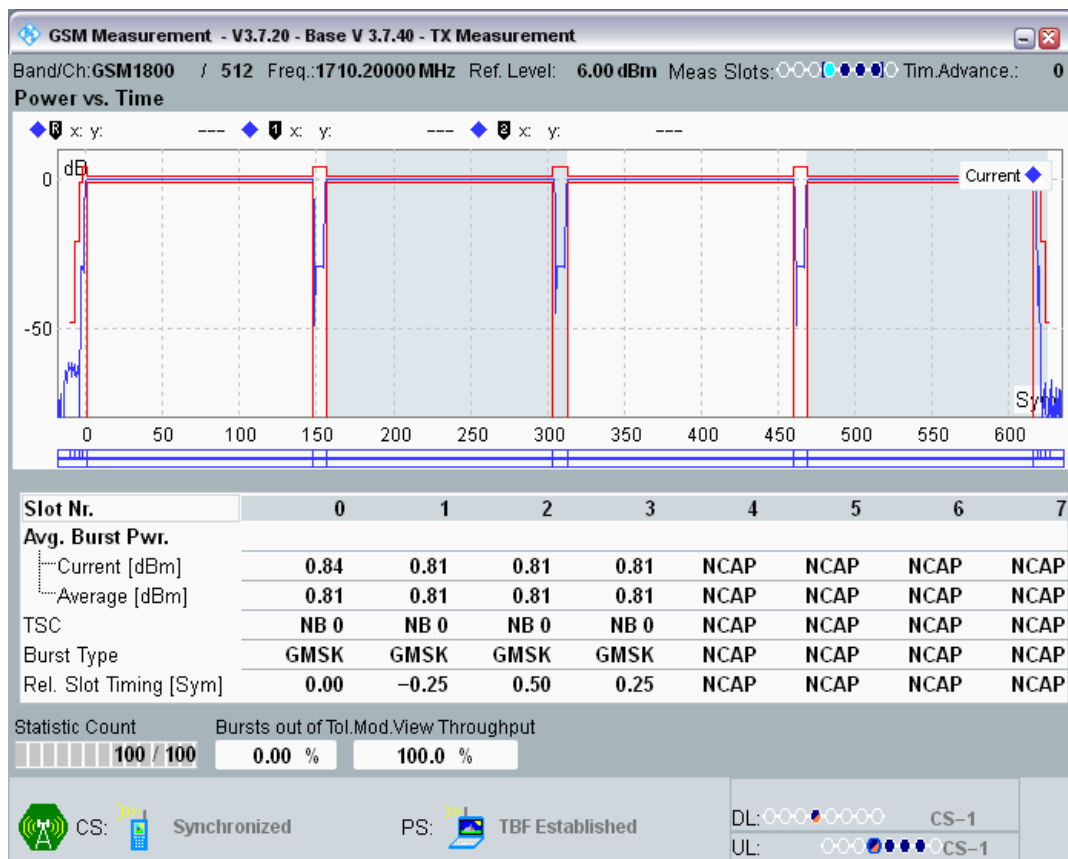 GSM Measurement - V3.7.20 - Base V 3.7.40 - TX Measurement
Band/Ch:GSM1800 / 512 Freq.:1710.20000 MHz Ref. Level: 6.00 dBm Meas Slots: Tim.Advance.: 0
Power vs. Time
R x: y: --- 1 x: y: --- 2 x: y: ---
dB
Current
0
-50
Sym
0 50 100 150 200 250 300 350 400 450 500 550 600
Slot Nr. 0 1 2 3 4 5 6 7
Avg. Burst Pwr.
Current [dBm] 0.84 0.81 0.81 0.81 NCAP NCAP NCAP NCAP
Average [dBm] 0.81 0.81 0.81 0.81 NCAP NCAP NCAP NCAP
TSC NB 0 NB 0 NB 0 NB 0 NCAP NCAP NCAP NCAP
Burst Type GMSK GMSK GMSK GMSK NCAP NCAP NCAP NCAP
Rel. Slot Timing [Sym] 0.00 −0.25 0.50 0.25 NCAP NCAP NCAP NCAP
Statistic Count Bursts out of Tol.Mod.View Throughput
100 / 100 0.00 % 100.0 %
CS: Synchronized PS: TBF Established
DL: CS−1
UL: CS−1